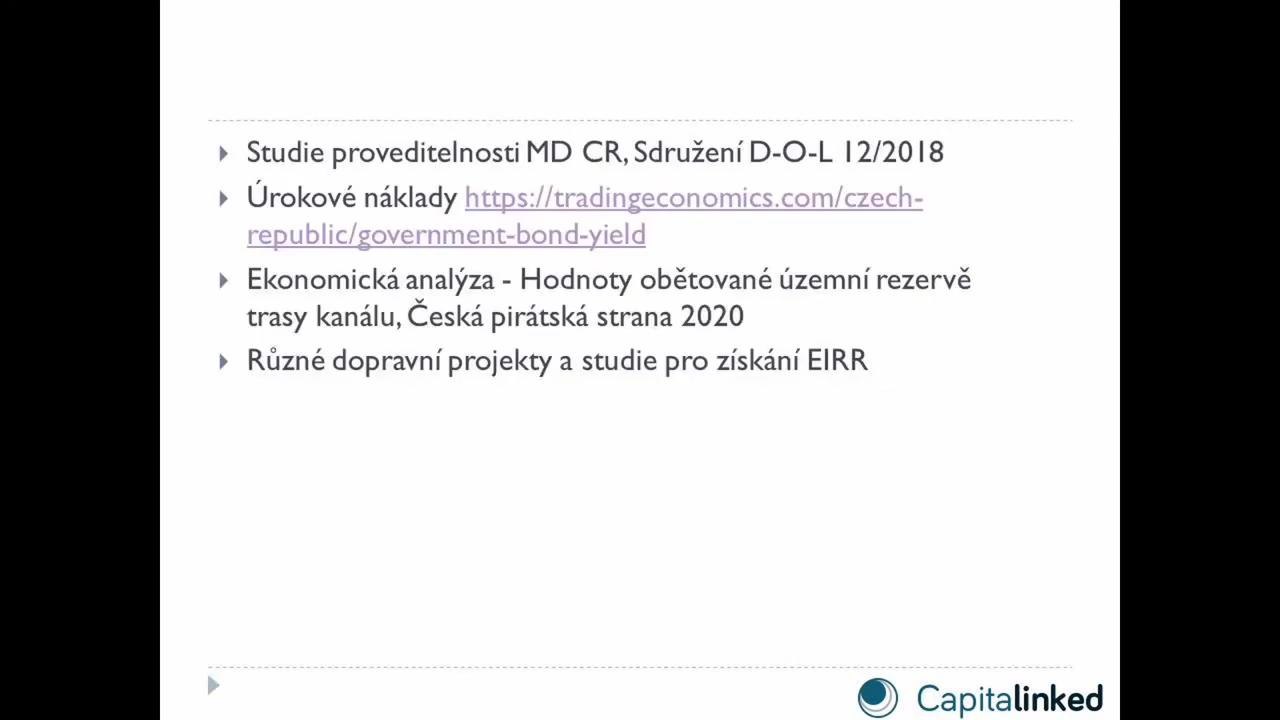 Studie proveditelnosti MD CR, Sdružení D-O-L 12/2018
Úrokové náklady https://tradingeconomics.com/czech-
republic/government-bond-yield
Ekonomická analýza - Hodnoty obětované územní rezervě
trasy kanálu, Česká pirátská strana 2020
Různé dopravní projekty a studie pro získání EIRR
Capitalinked